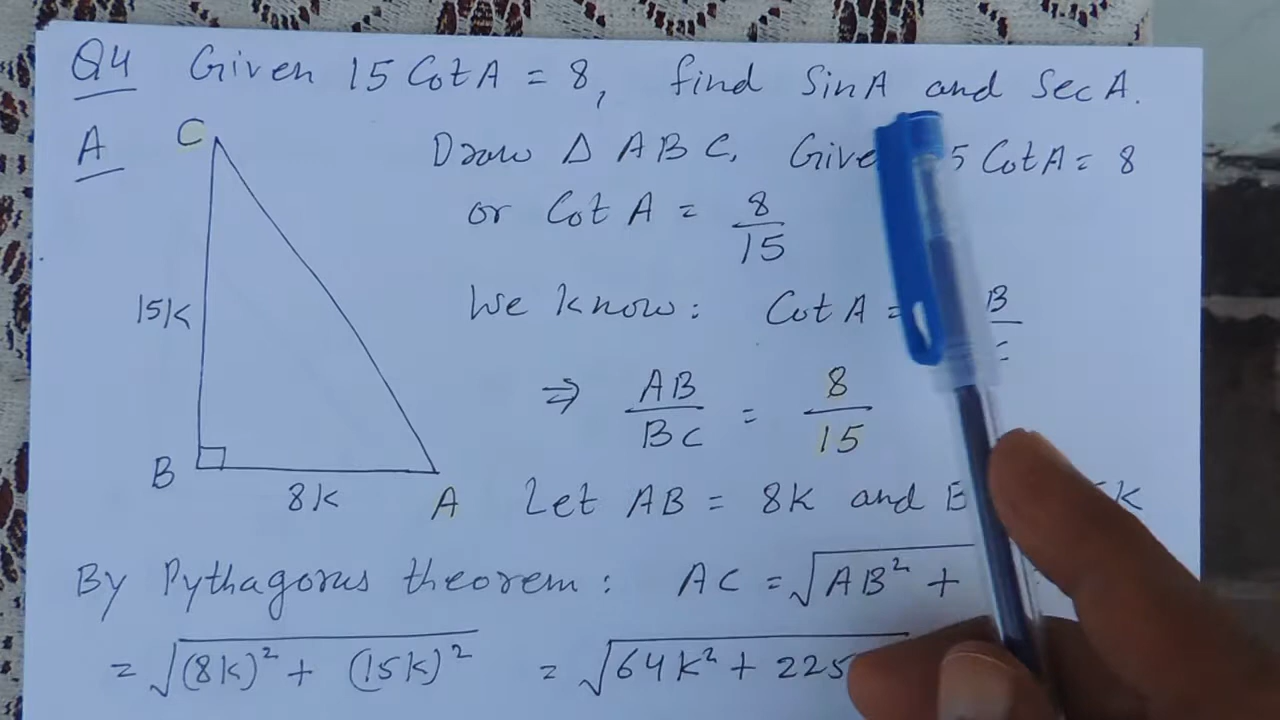 Q4 Given 15 Cot A = 8, find Sin A and Sec A.
A
C
Draw Δ ABC. Give 5 Cot A = 8
or Cot A = 8/15
15k
We know: Cot A = B
⇒ AB/BC = 8/15
B
8k
A
Let AB = 8k and B k
By Pythagorus theorem: AC = √AB² +
= √(8k)² + (15k)² = √64k² + 225